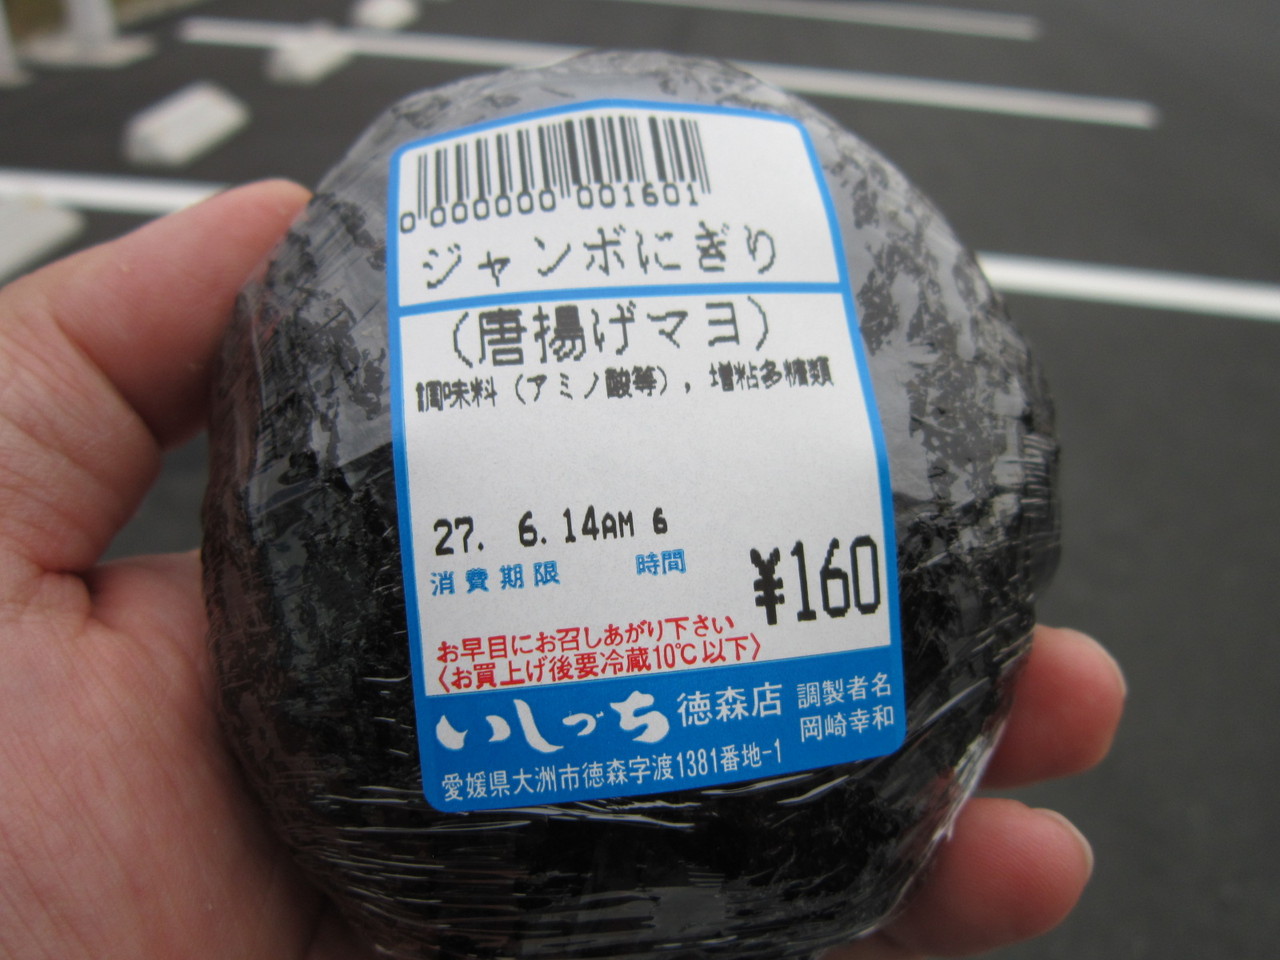 0 000000 001601
ジャンボにぎり
（唐揚げマヨ）
調味料（アミノ酸等），増粘多糖類
27. 6.14AM 6
消費期限 時間
¥160
お早目にお召しあがり下さい
〈お買上げ後要冷蔵10℃以下〉
いしづち 徳森店 調製者名
岡崎幸和
愛媛県大洲市徳森字渡1381番地-1